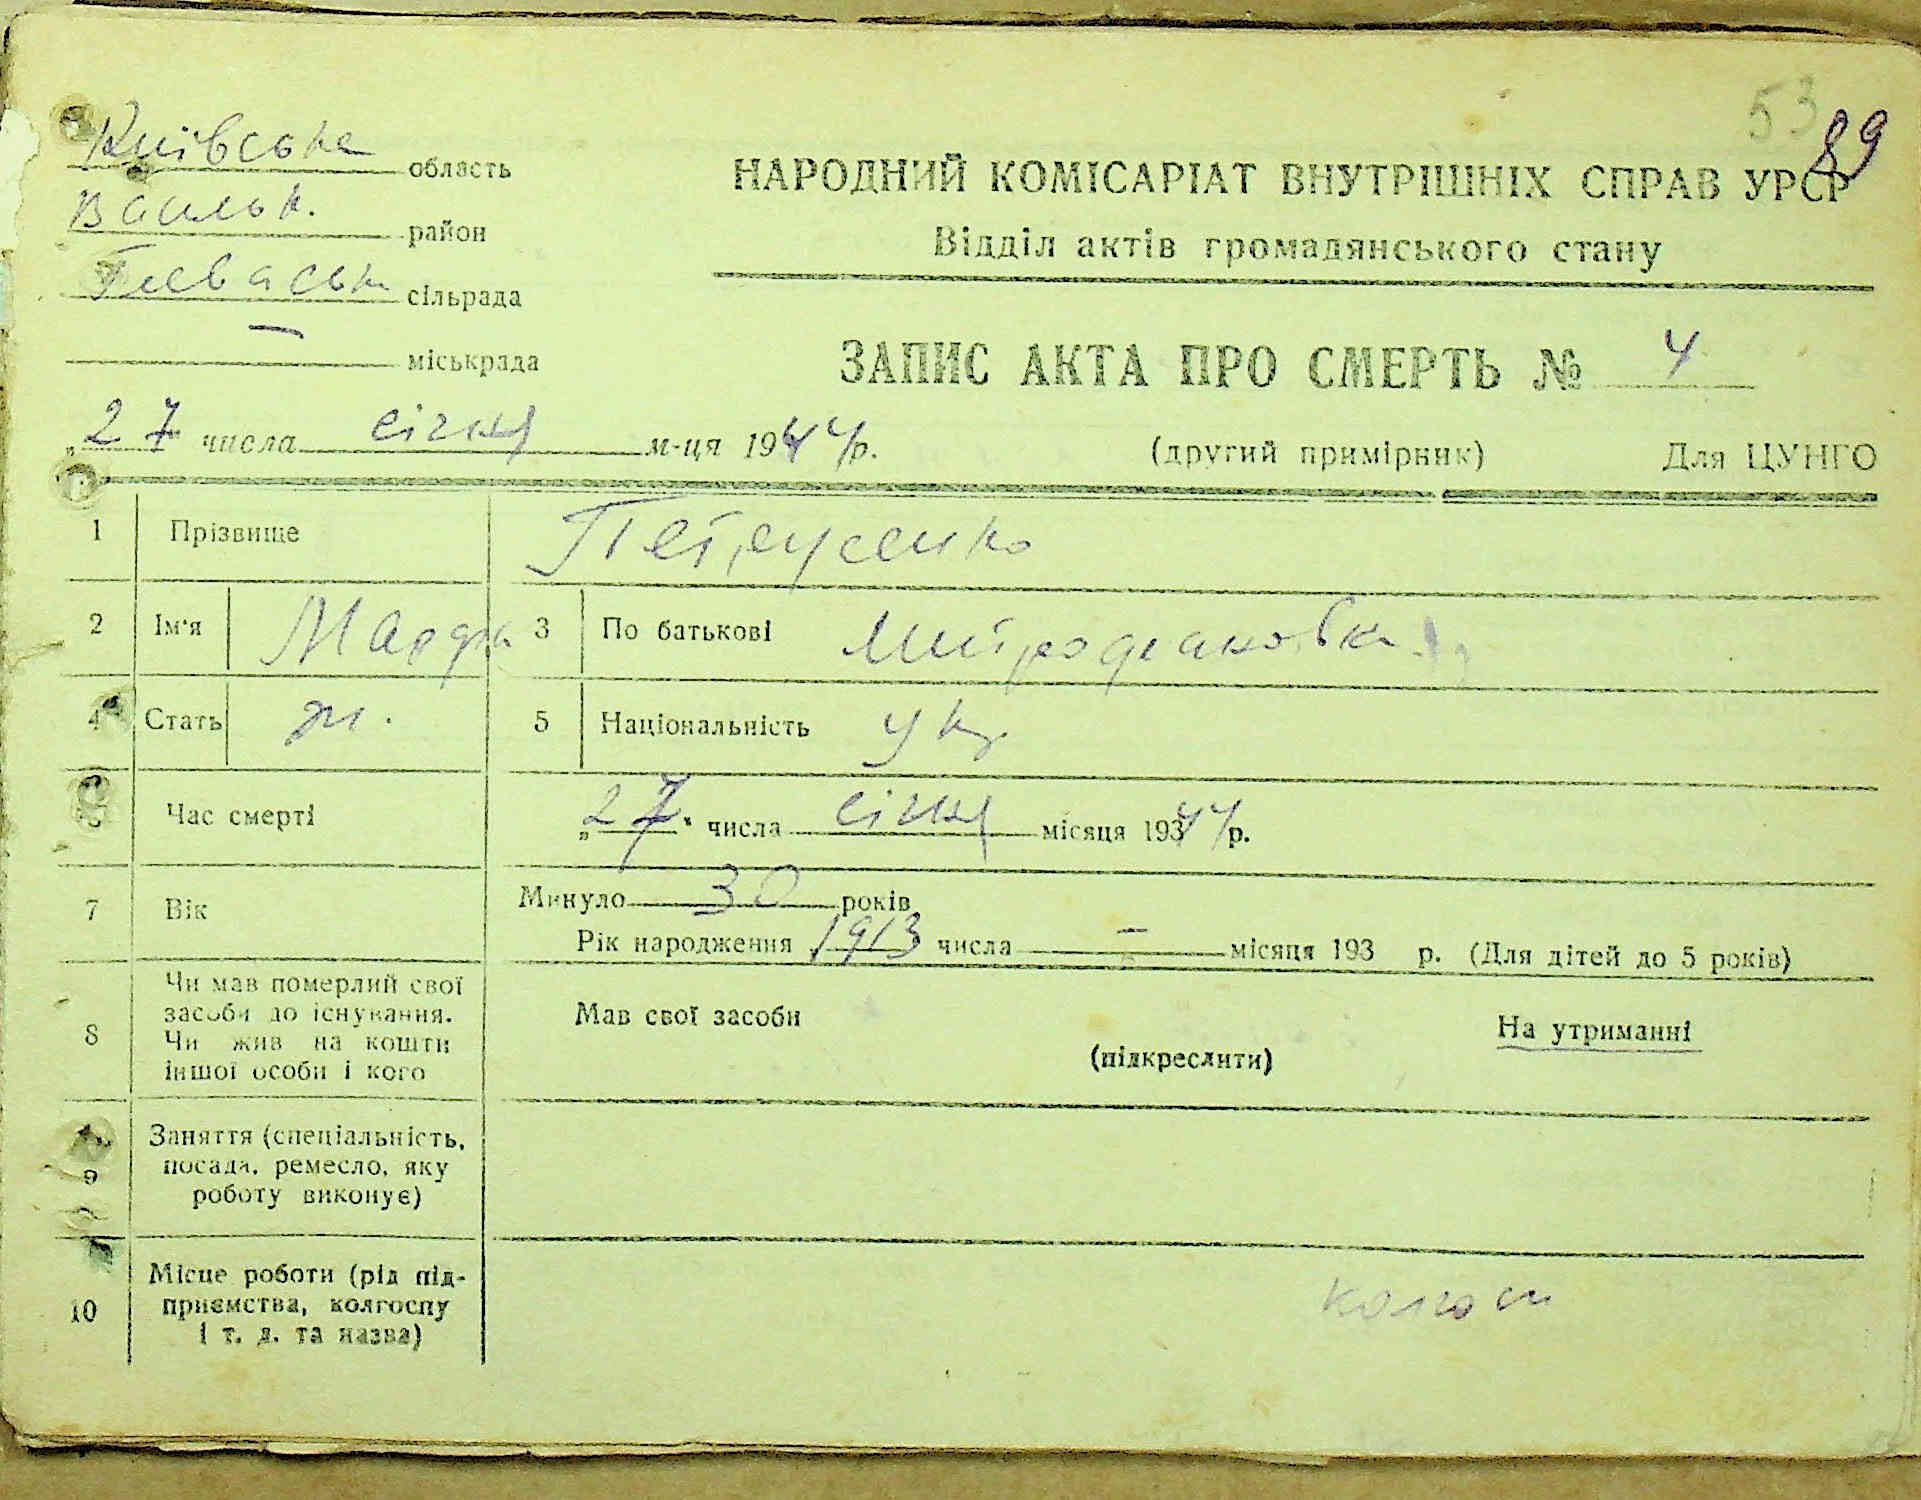 53
89
Київська область
Васильк. район
Глеваськ сільрада
— міськрада
НАРОДНИЙ КОМІСАРІАТ ВНУТРІШНІХ СПРАВ УРСР
Відділ актів громадянського стану
ЗАПИС АКТА ПРО СМЕРТЬ № 4
„27 числа січня м-ця 1944 р.
(другий примірник) Для ЦУНГО
1 Прізвище Петрусенко
2 Ім'я Марфа 3 По батькові Митрофановна
4 Стать ж. 5 Національність укр
Час смерті „27“ числа січня місяця 1944 р.
7 Вік Минуло 30 років
Рік народження 1913 числа — місяця 193 р. (Для дітей до 5 років)
8 Чи мав померлий свої
засоби до існування.
Чи жив на кошти
іншої особи і кого
Мав свої засоби (підкреслити) На утриманні
9 Заняття (спеціальність,
посада, ремесло, яку
роботу виконує)
10 Місце роботи (рід під-
приємства, колгоспу
і т. д. та назва)